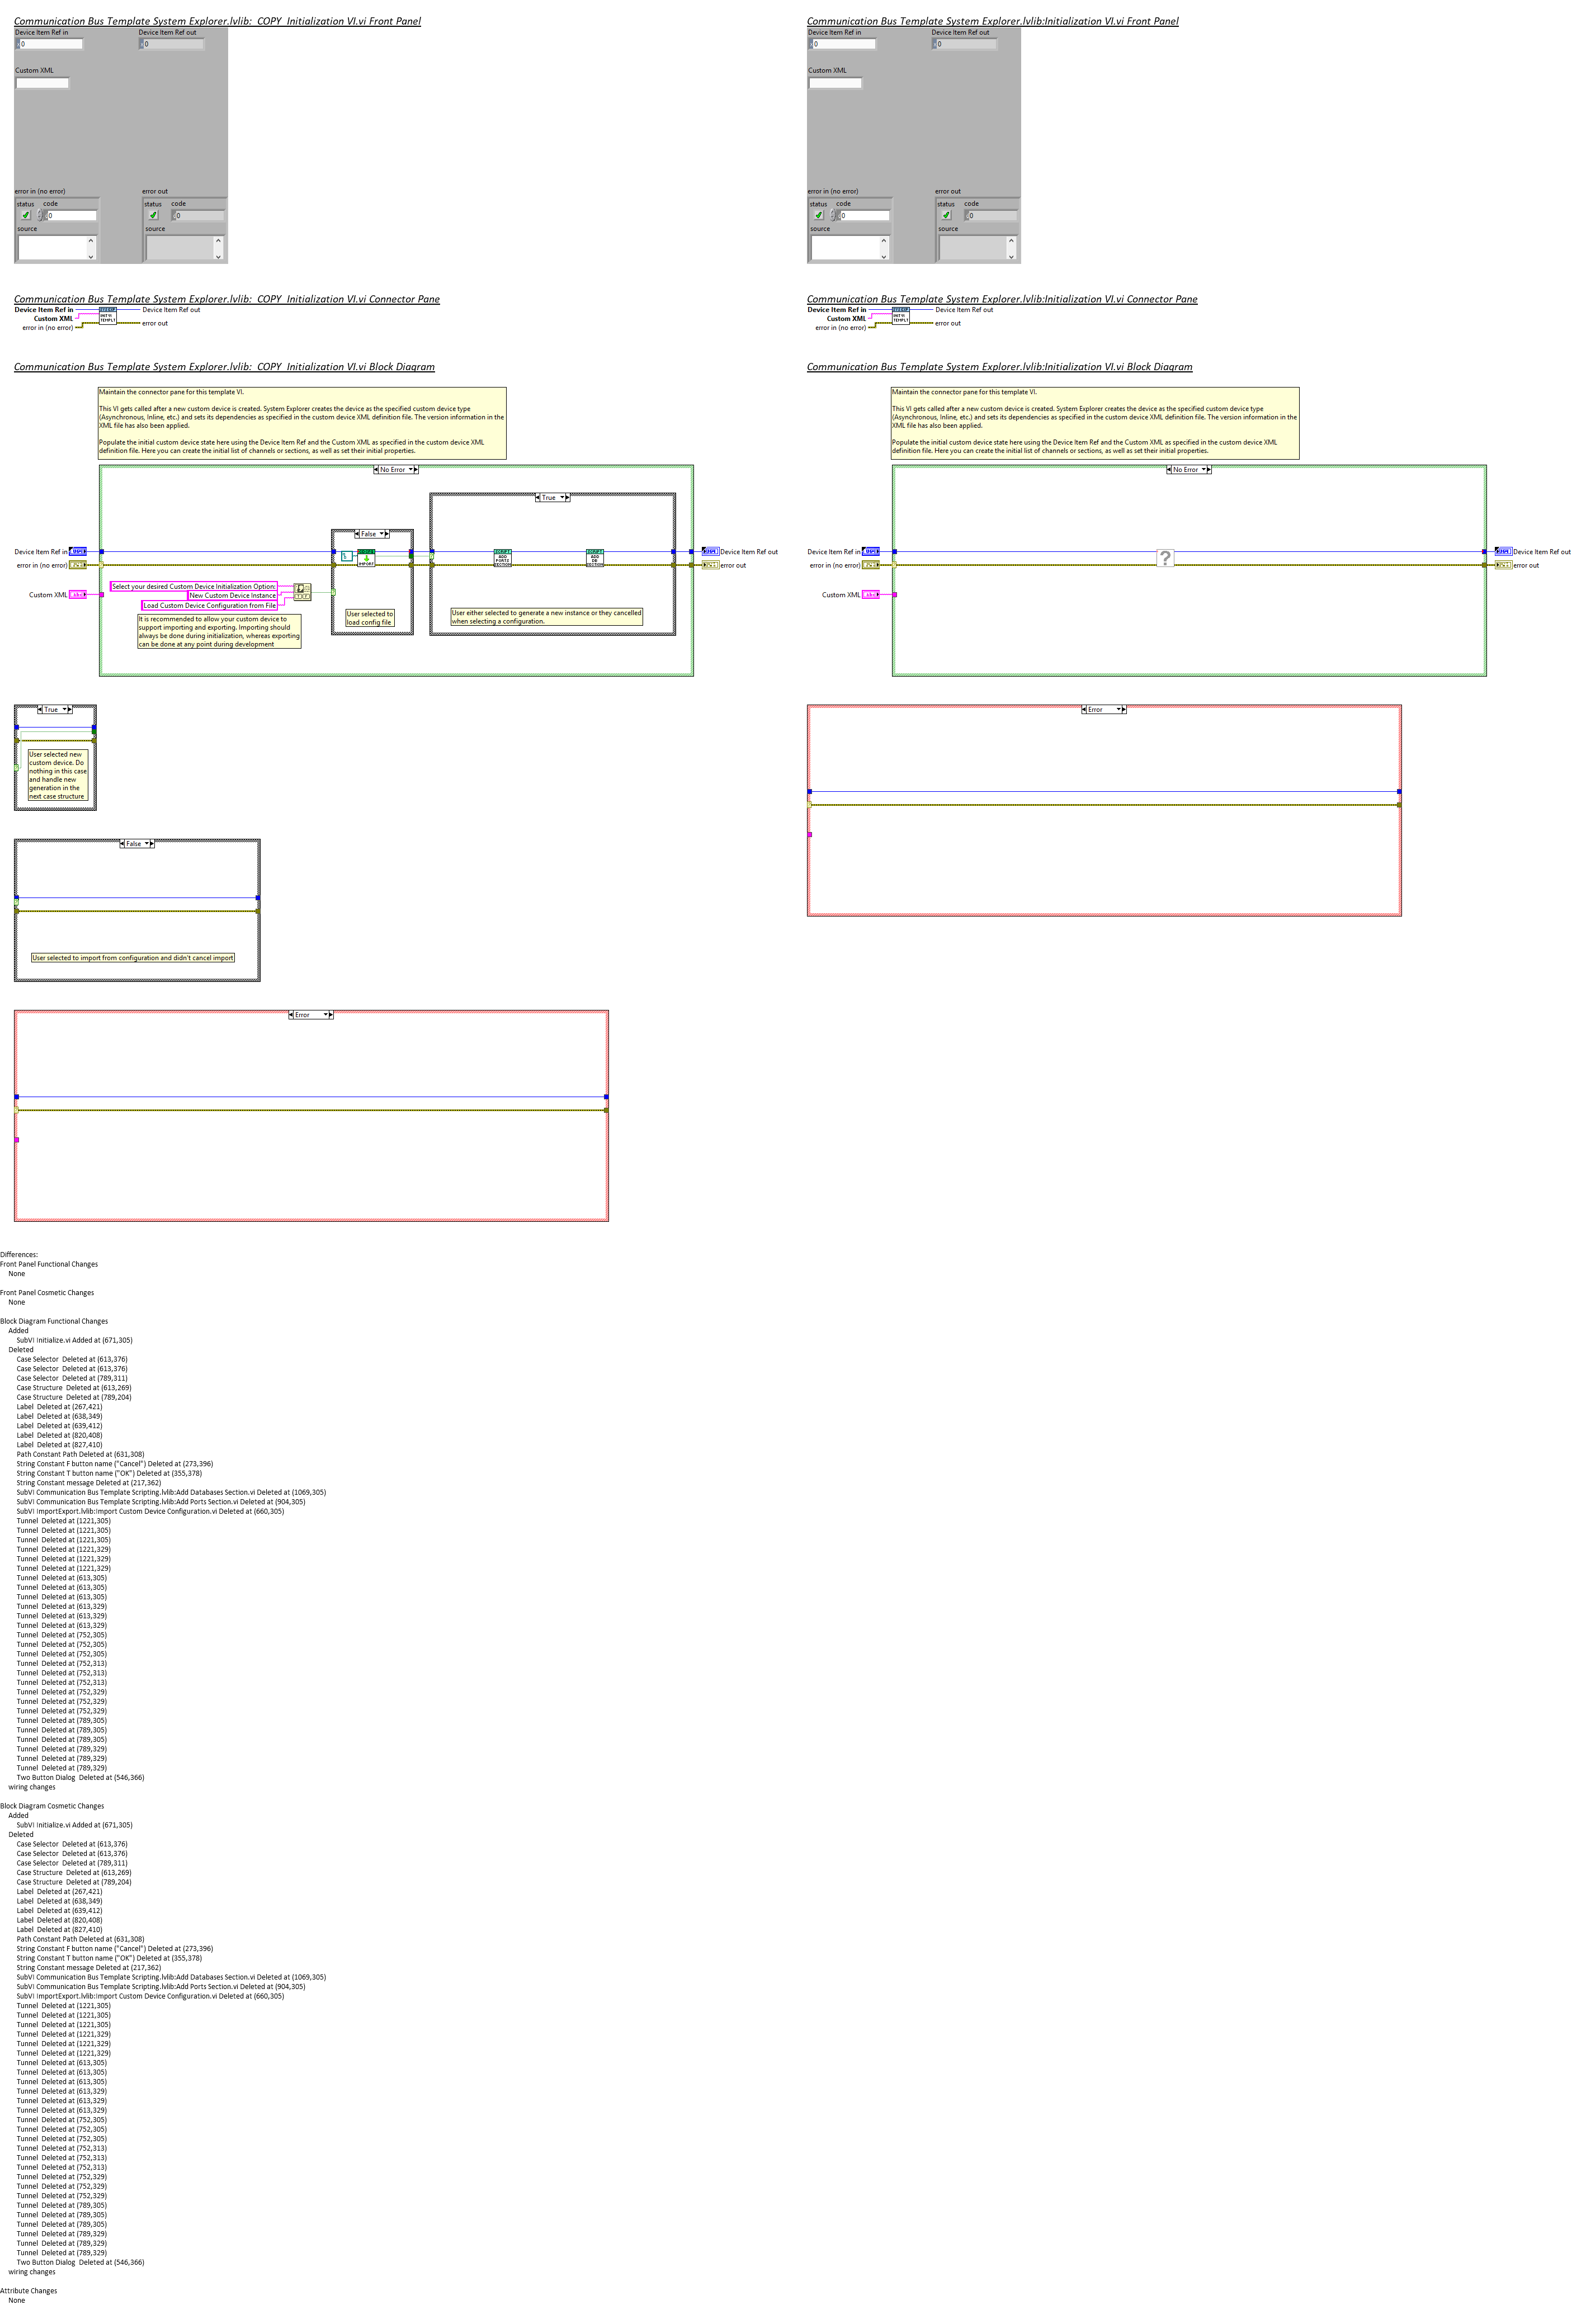 Communication Bus Template System Explorer.lvlib:_COPY_Initialization VI.vi Front Panel
Device Item Ref in
Device Item Ref out
0
0
Custom XML
error in (no error)
error out
status code
status code
0
0
source
source
Communication Bus Template System Explorer.lvlib:_COPY_Initialization VI.vi Connector Pane
Device Item Ref in
Device Item Ref out
Custom XML
error in (no error)
error out
Communication Bus Template System Explorer.lvlib:_COPY_Initialization VI.vi Block Diagram
Maintain the connector pane for this template VI.
This VI gets called after a new custom device is created. System Explorer creates the device as the specified custom device type
(Asynchronous, Inline, etc.) and sets its dependencies as specified in the custom device XML definition file. The version information in the
XML file has also been applied.
Populate the initial custom device state here using the Device Item Ref and the Custom XML as specified in the custom device XML
definition file. Here you can create the initial list of channels or sections, as well as set their initial properties.
No Error
True
False
Device Item Ref in
IMPORT
ADD
PORTS
SECTION
ADD
DB
SECTION
Device Item Ref out
error in (no error)
error out
Select your desired Custom Device Initialization Option:
New Custom Device Instance
Custom XML
Load Custom Device Configuration from File
It is recommended to allow your custom device to
support importing and exporting. Importing should
always be done during initialization, whereas exporting
can be done at any point during development
User selected to
load config file
User either selected to generate a new instance or they cancelled
when selecting a configuration.
True
User selected new
custom device. Do
nothing in this case
and handle new
generation in the
next case structure
False
User selected to import from configuration and didn't cancel import
Error
Communication Bus Template System Explorer.lvlib:Initialization VI.vi Front Panel
Device Item Ref in
Device Item Ref out
0
0
Custom XML
error in (no error)
error out
status code
status code
0
0
source
source
Communication Bus Template System Explorer.lvlib:Initialization VI.vi Connector Pane
Device Item Ref in
Device Item Ref out
Custom XML
error in (no error)
error out
Communication Bus Template System Explorer.lvlib:Initialization VI.vi Block Diagram
Maintain the connector pane for this template VI.
This VI gets called after a new custom device is created. System Explorer creates the device as the specified custom device type
(Asynchronous, Inline, etc.) and sets its dependencies as specified in the custom device XML definition file. The version information in the
XML file has also been applied.
Populate the initial custom device state here using the Device Item Ref and the Custom XML as specified in the custom device XML
definition file. Here you can create the initial list of channels or sections, as well as set their initial properties.
No Error
Device Item Ref in
?
Device Item Ref out
error in (no error)
error out
Custom XML
Error
Differences:
Front Panel Functional Changes
None
Front Panel Cosmetic Changes
None
Block Diagram Functional Changes
Added
SubVI Initialize.vi Added at (671,305)
Deleted
Case Selector  Deleted at (613,376)
Case Selector  Deleted at (613,376)
Case Selector  Deleted at (789,311)
Case Structure  Deleted at (613,269)
Case Structure  Deleted at (789,204)
Label  Deleted at (267,421)
Label  Deleted at (638,349)
Label  Deleted at (639,412)
Label  Deleted at (820,408)
Label  Deleted at (827,410)
Path Constant Path Deleted at (631,308)
String Constant F button name ("Cancel") Deleted at (273,396)
String Constant T button name ("OK") Deleted at (355,378)
String Constant message Deleted at (217,362)
SubVI Communication Bus Template Scripting.lvlib:Add Databases Section.vi Deleted at (1069,305)
SubVI Communication Bus Template Scripting.lvlib:Add Ports Section.vi Deleted at (904,305)
SubVI ImportExport.lvlib:Import Custom Device Configuration.vi Deleted at (660,305)
Tunnel  Deleted at (1221,305)
Tunnel  Deleted at (1221,305)
Tunnel  Deleted at (1221,305)
Tunnel  Deleted at (1221,329)
Tunnel  Deleted at (1221,329)
Tunnel  Deleted at (1221,329)
Tunnel  Deleted at (613,305)
Tunnel  Deleted at (613,305)
Tunnel  Deleted at (613,305)
Tunnel  Deleted at (613,329)
Tunnel  Deleted at (613,329)
Tunnel  Deleted at (613,329)
Tunnel  Deleted at (752,305)
Tunnel  Deleted at (752,305)
Tunnel  Deleted at (752,305)
Tunnel  Deleted at (752,313)
Tunnel  Deleted at (752,313)
Tunnel  Deleted at (752,313)
Tunnel  Deleted at (752,329)
Tunnel  Deleted at (752,329)
Tunnel  Deleted at (752,329)
Tunnel  Deleted at (789,305)
Tunnel  Deleted at (789,305)
Tunnel  Deleted at (789,305)
Tunnel  Deleted at (789,329)
Tunnel  Deleted at (789,329)
Tunnel  Deleted at (789,329)
Two Button Dialog  Deleted at (546,366)
wiring changes
Block Diagram Cosmetic Changes
Added
SubVI Initialize.vi Added at (671,305)
Deleted
Case Selector  Deleted at (613,376)
Case Selector  Deleted at (613,376)
Case Selector  Deleted at (789,311)
Case Structure  Deleted at (613,269)
Case Structure  Deleted at (789,204)
Label  Deleted at (267,421)
Label  Deleted at (638,349)
Label  Deleted at (639,412)
Label  Deleted at (820,408)
Label  Deleted at (827,410)
Path Constant Path Deleted at (631,308)
String Constant F button name ("Cancel") Deleted at (273,396)
String Constant T button name ("OK") Deleted at (355,378)
String Constant message Deleted at (217,362)
SubVI Communication Bus Template Scripting.lvlib:Add Databases Section.vi Deleted at (1069,305)
SubVI Communication Bus Template Scripting.lvlib:Add Ports Section.vi Deleted at (904,305)
SubVI ImportExport.lvlib:Import Custom Device Configuration.vi Deleted at (660,305)
Tunnel  Deleted at (1221,305)
Tunnel  Deleted at (1221,305)
Tunnel  Deleted at (1221,305)
Tunnel  Deleted at (1221,329)
Tunnel  Deleted at (1221,329)
Tunnel  Deleted at (1221,329)
Tunnel  Deleted at (613,305)
Tunnel  Deleted at (613,305)
Tunnel  Deleted at (613,305)
Tunnel  Deleted at (613,329)
Tunnel  Deleted at (613,329)
Tunnel  Deleted at (613,329)
Tunnel  Deleted at (752,305)
Tunnel  Deleted at (752,305)
Tunnel  Deleted at (752,305)
Tunnel  Deleted at (752,313)
Tunnel  Deleted at (752,313)
Tunnel  Deleted at (752,313)
Tunnel  Deleted at (752,329)
Tunnel  Deleted at (752,329)
Tunnel  Deleted at (752,329)
Tunnel  Deleted at (789,305)
Tunnel  Deleted at (789,305)
Tunnel  Deleted at (789,305)
Tunnel  Deleted at (789,329)
Tunnel  Deleted at (789,329)
Tunnel  Deleted at (789,329)
Two Button Dialog  Deleted at (546,366)
wiring changes
Attribute Changes
None